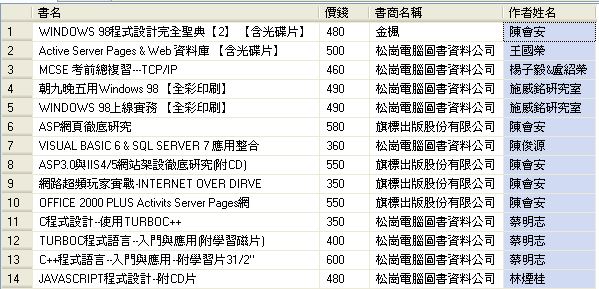 書名 價錢 書商名稱 作者姓名
1 WINDOWS 98程式設計完全聖典【2】 【含光碟片】 480 金楓 陳會安
2 Active Server Pages & Web 資料庫 【含光碟片】 500 松崗電腦圖書資料公司 王國榮
3 MCSE 考前總複習---TCP/IP 460 松崗電腦圖書資料公司 楊子毅&盧紹榮
4 朝九晚五用Windows 98 【全彩印刷】 490 松崗電腦圖書資料公司 施威銘研究室
5 WINDOWS 98上線實務 【全彩印刷】 490 松崗電腦圖書資料公司 施威銘研究室
6 ASP網頁徹底研究 580 旗標出版股份有限公司 陳會安
7 VISUAL BASIC 6 & SQL SERVER 7 應用整合 360 松崗電腦圖書資料公司 陳俊源
8 ASP3.0與IIS4/5網站架設徹底研究(附CD) 550 旗標出版股份有限公司 陳會安
9 網路超頻玩家實戰-INTERNET OVER DIRVE 350 旗標出版股份有限公司 陳會安
10 OFFICE 2000 PLUS Activits Server Pages網 550 旗標出版股份有限公司 陳會安
11 C程式設計--使用TURBOC++ 350 松崗電腦圖書資料公司 蔡明志
12 TURBOC程式語言--入門與應用(附學習磁片) 400 松崗電腦圖書資料公司 蔡明志
13 C++程式語言--入門與應用--附學習片31/2" 600 松崗電腦圖書資料公司 蔡明志
14 JAVASCRIPT程式設計-附CD片 480 松崗電腦圖書資料公司 林煙桂